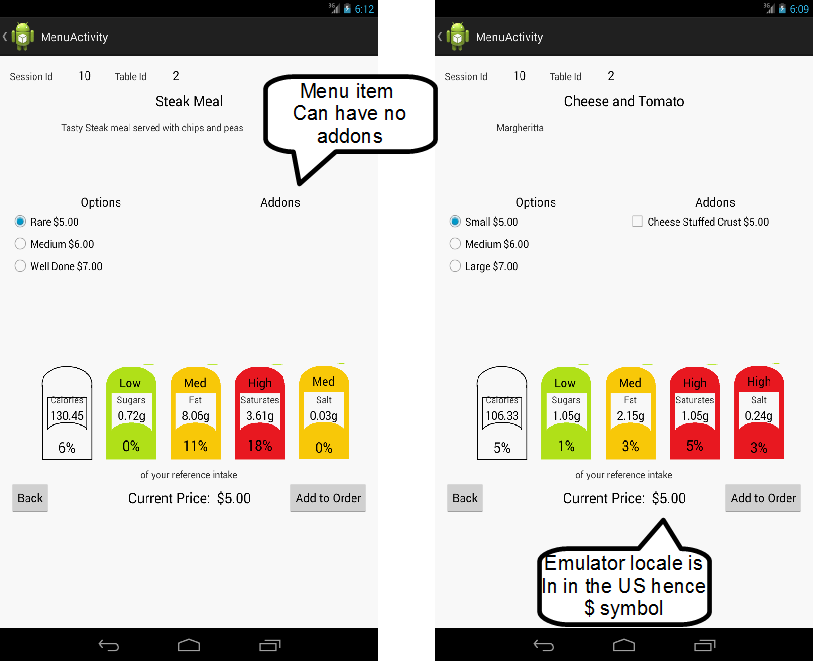 3G 6:12
MenuActivity
Session Id 10 Table Id 2
Steak Meal
Tasty Steak meal served with chips and peas
Menu item
Can have no
addons
Options Addons
Rare $5.00
Medium $6.00
Well Done $7.00
Low Med High Med
Calories Sugars Fat Saturates Salt
130.45 0.72g 8.06g 3.61g 0.03g
6% 0% 11% 18% 0%
of your reference intake
Back Current Price: $5.00 Add to Order
3G 6:09
MenuActivity
Session Id 10 Table Id 2
Cheese and Tomato
Margheritta
Options Addons
Small $5.00 Cheese Stuffed Crust $5.00
Medium $6.00
Large $7.00
Low Med High High
Calories Sugars Fat Saturates Salt
106.33 1.05g 2.15g 1.05g 0.24g
5% 1% 3% 5% 3%
of your reference intake
Back Current Price: $5.00 Add to Order
Emulator locale is
In in the US hence
$ symbol